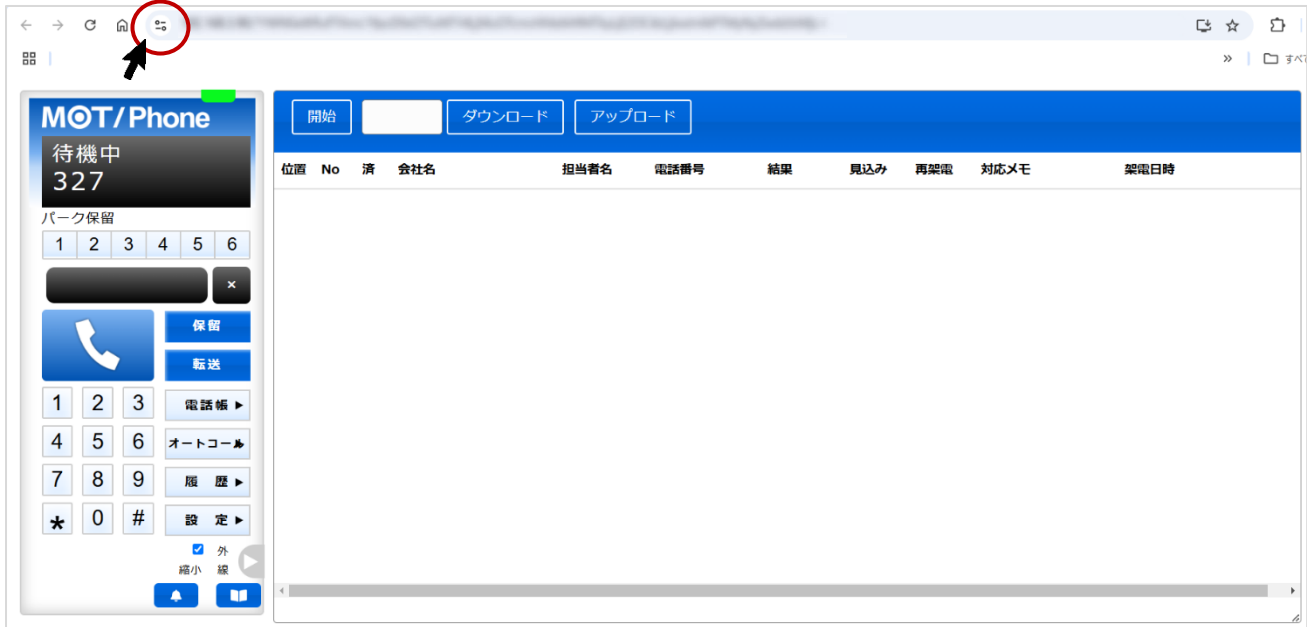 すべて
MOT/Phone
待機中
327
パーク保留
1 2 3 4 5 6
×
保留
転送
1 2 3 電話帳
4 5 6 オートコール
7 8 9 履 歴
* 0 # 設 定
外
縮小 線
開始 ダウンロード アップロード
位置 No 済 会社名 担当者名 電話番号 結果 見込み 再架電 対応メモ 架電日時